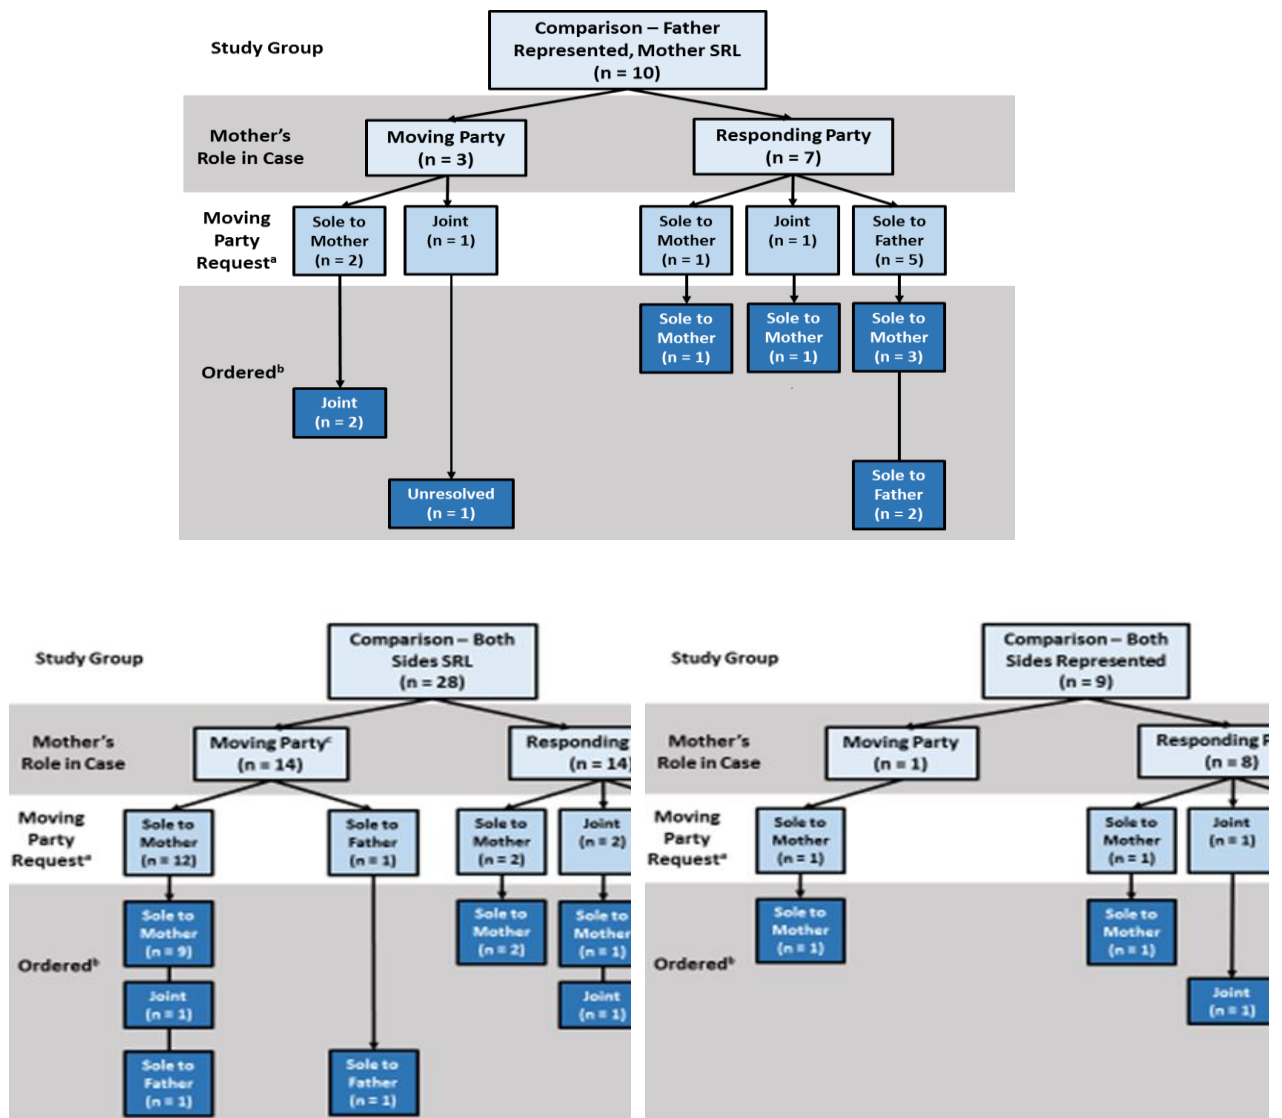 Study Group
Comparison – Father
Represented, Mother SRL
(n = 10)
Mother's
Role in Case
Moving Party
(n = 3)
Responding Party
(n = 7)
Moving
Party
Requestᵃ
Sole to
Mother
(n = 2)
Joint
(n = 1)
Sole to
Mother
(n = 1)
Joint
(n = 1)
Sole to
Father
(n = 5)
Orderedᵇ
Sole to
Mother
(n = 1)
Sole to
Mother
(n = 1)
Sole to
Mother
(n = 3)
Joint
(n = 2)
Unresolved
(n = 1)
Sole to
Father
(n = 2)
Study Group
Comparison – Both
Sides SRL
(n = 28)
Mother's
Role in Case
Moving Partyᶜ
(n = 14)
Responding
(n = 14)
Moving
Party
Requestᵃ
Sole to
Mother
(n = 12)
Sole to
Father
(n = 1)
Sole to
Mother
(n = 2)
Joint
(n = 2)
Orderedᵇ
Sole to
Mother
(n = 9)
Sole to
Mother
(n = 2)
Sole to
Mother
(n = 1)
Joint
(n = 1)
Joint
(n = 1)
Sole to
Father
(n = 1)
Sole to
Father
(n = 1)
Study Group
Comparison – Both
Sides Represented
(n = 9)
Mother's
Role in Case
Moving Party
(n = 1)
Responding P
(n = 8)
Moving
Party
Requestᵃ
Sole to
Mother
(n = 1)
Sole to
Mother
(n = 1)
Joint
(n = 1)
Orderedᵇ
Sole to
Mother
(n = 1)
Sole to
Mother
(n = 1)
Joint
(n = 1)